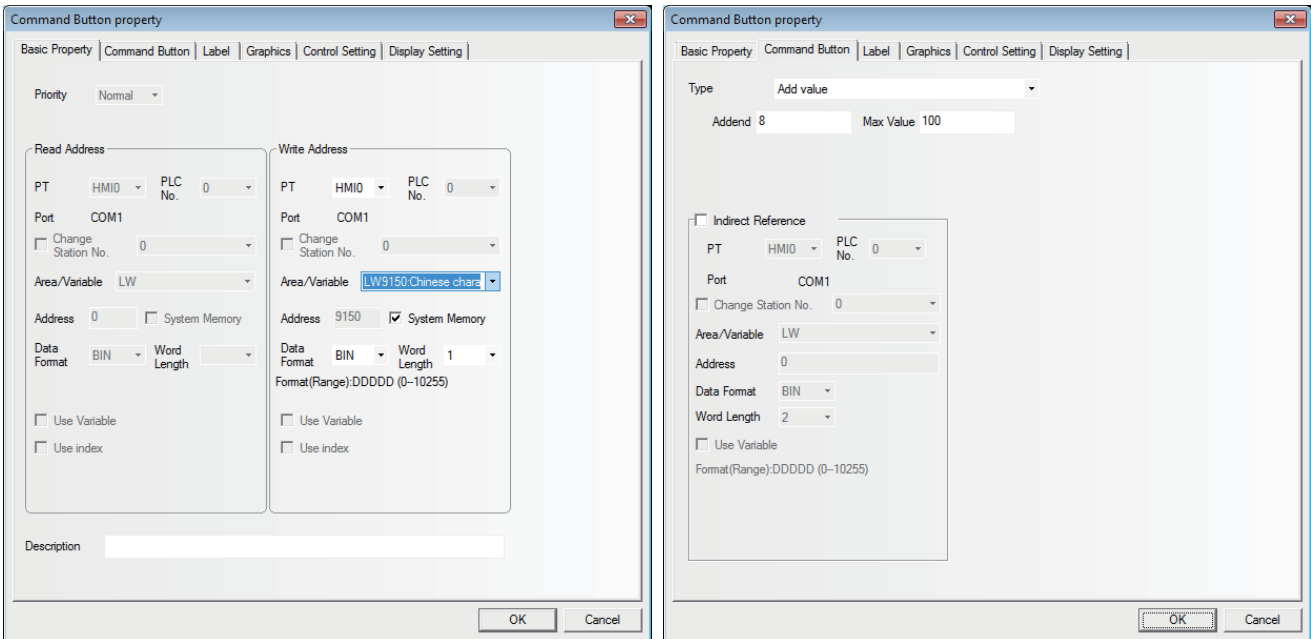 Command Button property
Basic Property Command Button Label Graphics Control Setting Display Setting
Priority Normal
Read Address
PT HMI0 PLC No. 0
Port COM1
Change Station No. 0
Area/Variable LW
Address 0 System Memory
Data Format BIN Word Length
Use Variable
Use index
Write Address
PT HMI0 PLC No. 0
Port COM1
Change Station No. 0
Area/Variable LW9150:Chinese chara
Address 9150 System Memory
Data Format BIN Word Length 1
Format(Range):DDDDD (0--10255)
Use Variable
Use index
Description
OK Cancel
Command Button property
Basic Property Command Button Label Graphics Control Setting Display Setting
Type Add value
Addend 8 Max Value 100
Indirect Reference
PT HMI0 PLC No. 0
Port COM1
Change Station No. 0
Area/Variable LW
Address 0
Data Format BIN
Word Length 2
Use Variable
Format(Range):DDDDD (0--10255)
OK Cancel